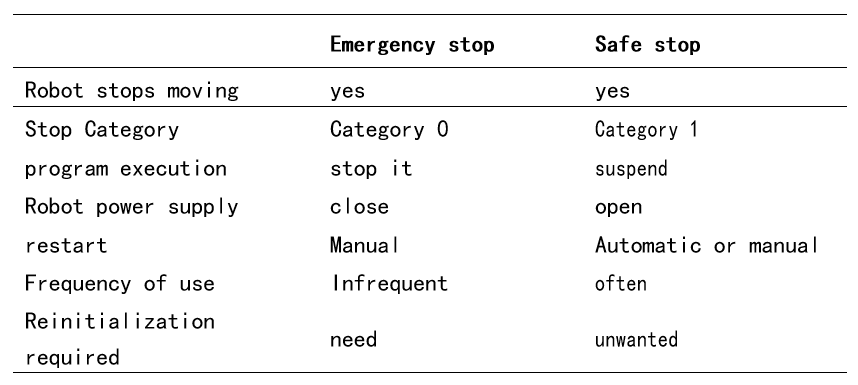 Emergency stop Safe stop
Robot stops moving yes yes
Stop Category Category 0 Category 1
program execution stop it suspend
Robot power supply close open
restart Manual Automatic or manual
Frequency of use Infrequent often
Reinitialization
required need unwanted